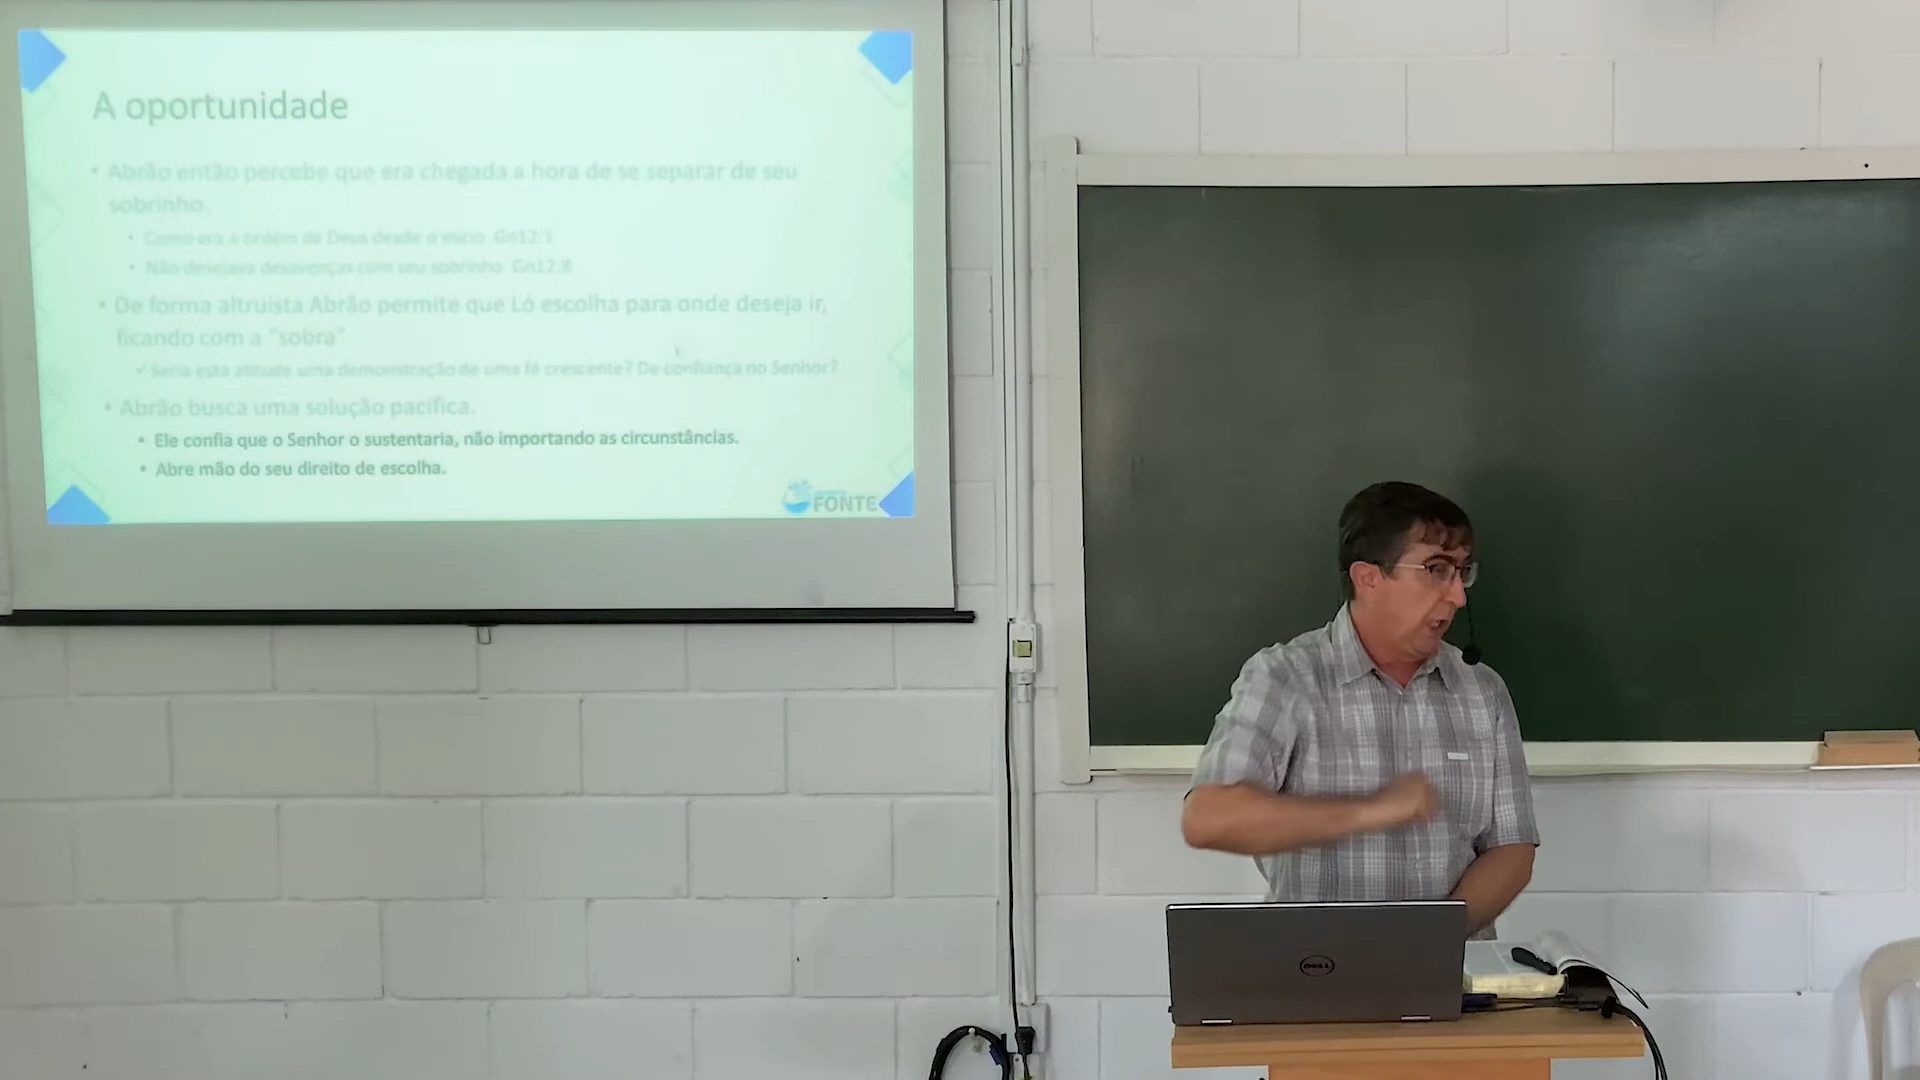 A oportunidade
• Abrão então percebe que era chegada a hora de se separar de seu
sobrinho.
• Como era a ordem de Deus desde o início. Gn12:1
• Não desejava desavenças com seu sobrinho. Gn12:8
• De forma altruista Abrão permite que Ló escolha para onde deseja ir,
ficando com a "sobra"
✓ Seria esta atitude uma demonstração de uma fé crescente? De confiança no Senhor?
• Abrão busca uma solução pacífica.
• Ele confia que o Senhor o sustentaria, não importando as circunstâncias.
• Abre mão do seu direito de escolha.
FONTE
DELL